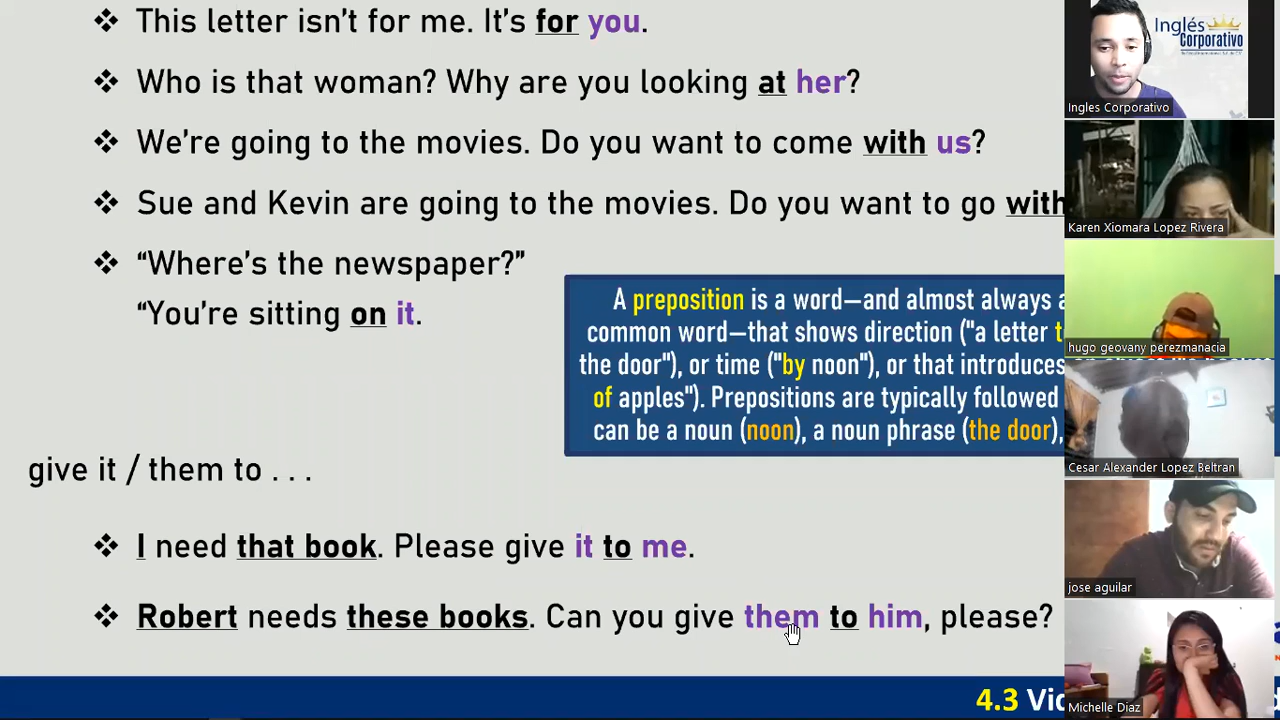 ❖ This letter isn't for me. It's for you.
❖ Who is that woman? Why are you looking at her?
❖ We're going to the movies. Do you want to come with us?
❖ Sue and Kevin are going to the movies. Do you want to go with
❖ “Where's the newspaper?”
“You're sitting on it.
A preposition is a word—and almost always a
common word—that shows direction ("a letter
the door"), or time ("by noon"), or that introduces
of apples"). Prepositions are typically followed
can be a noun (noon), a noun phrase (the door),
give it / them to . . .
❖ I need that book. Please give it to me.
❖ Robert needs these books. Can you give them to him, please?
4.3 Vid
Inglés
Corporativo
Ingles Corporativo
Karen Xiomara Lopez Rivera
hugo geovany perezmanacia
Cesar Alexander Lopez Beltran
jose aguilar
Michelle Diaz